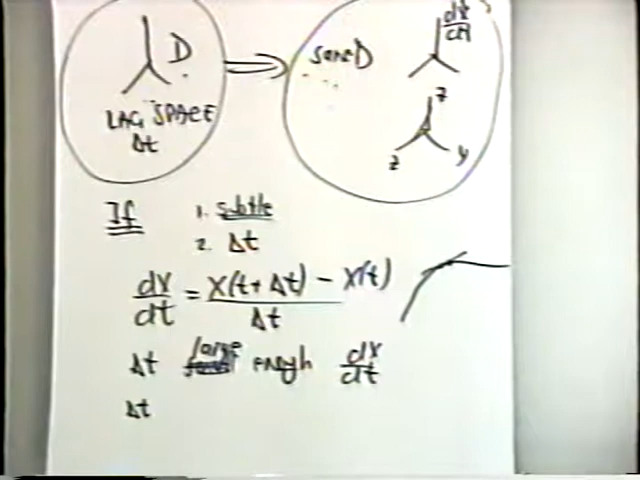 D
LAG SPACE
Δt
same D
dx
dt
z
z y
If
1. subtle
2. Δt
dx/dt = X(t+Δt) - X(t) / Δt
Δt large enough dx/dt
Δt